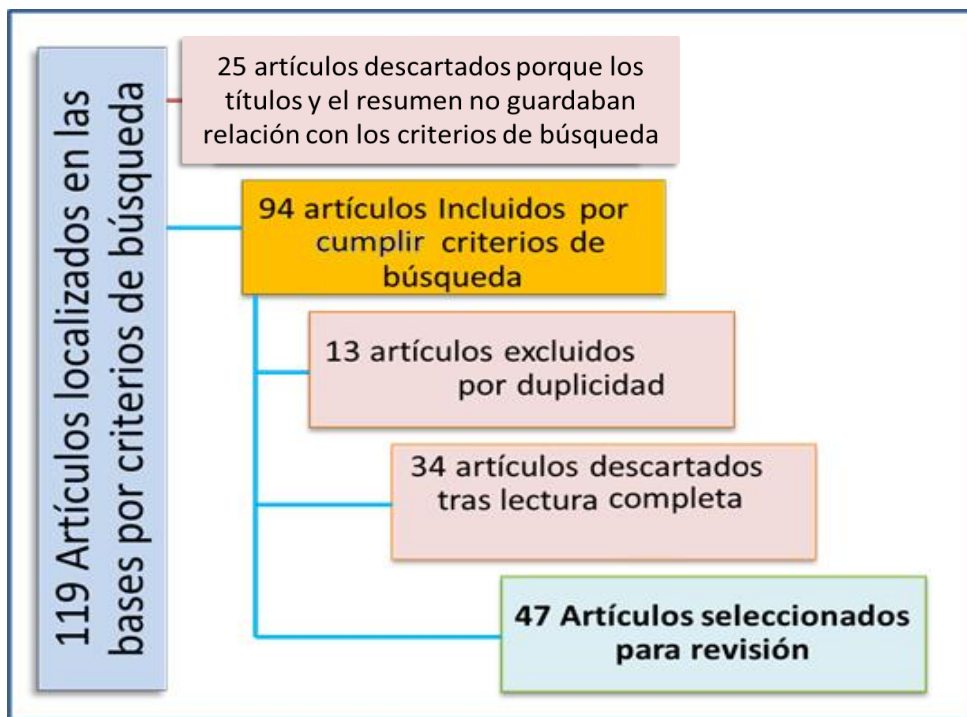 119 Artículos localizados en las
bases por criterios de búsqueda
25 artículos descartados porque los
títulos y el resumen no guardaban
relación con los criterios de búsqueda
94 artículos Incluidos por
cumplir criterios de
búsqueda
13 artículos excluidos
por duplicidad
34 artículos descartados
tras lectura completa
47 Artículos seleccionados
para revisión